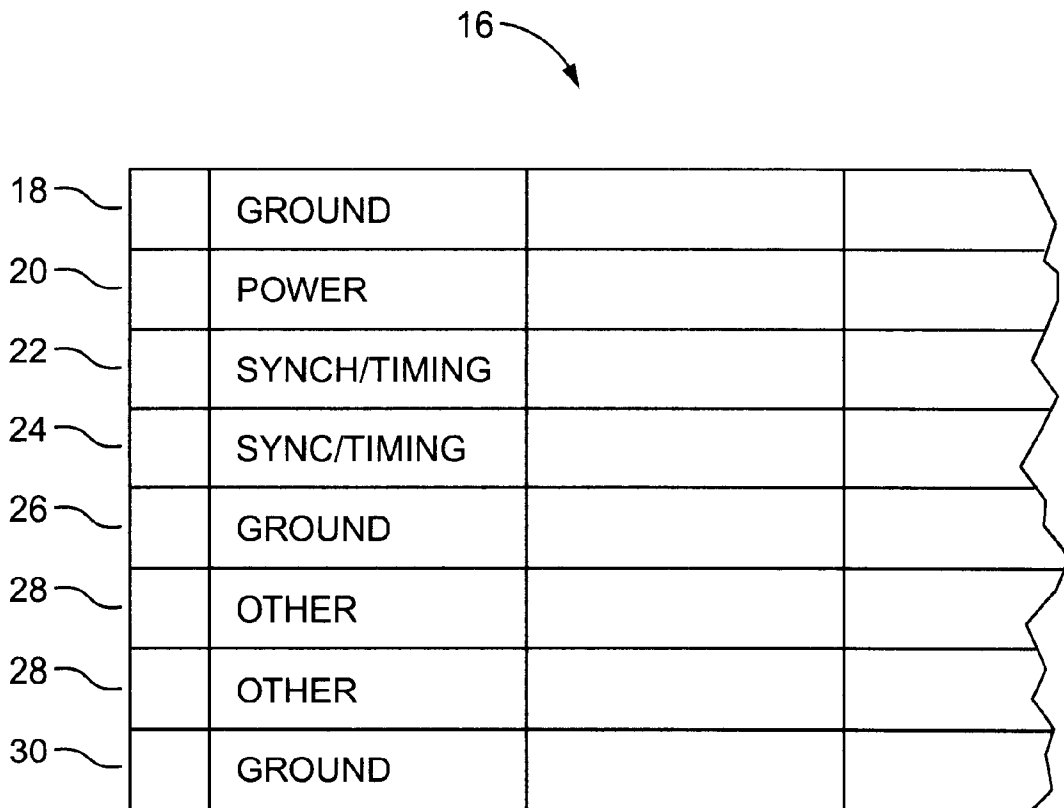 16
18 GROUND
20 POWER
22 SYNCH/TIMING
24 SYNC/TIMING
26 GROUND
28 OTHER
28 OTHER
30 GROUND